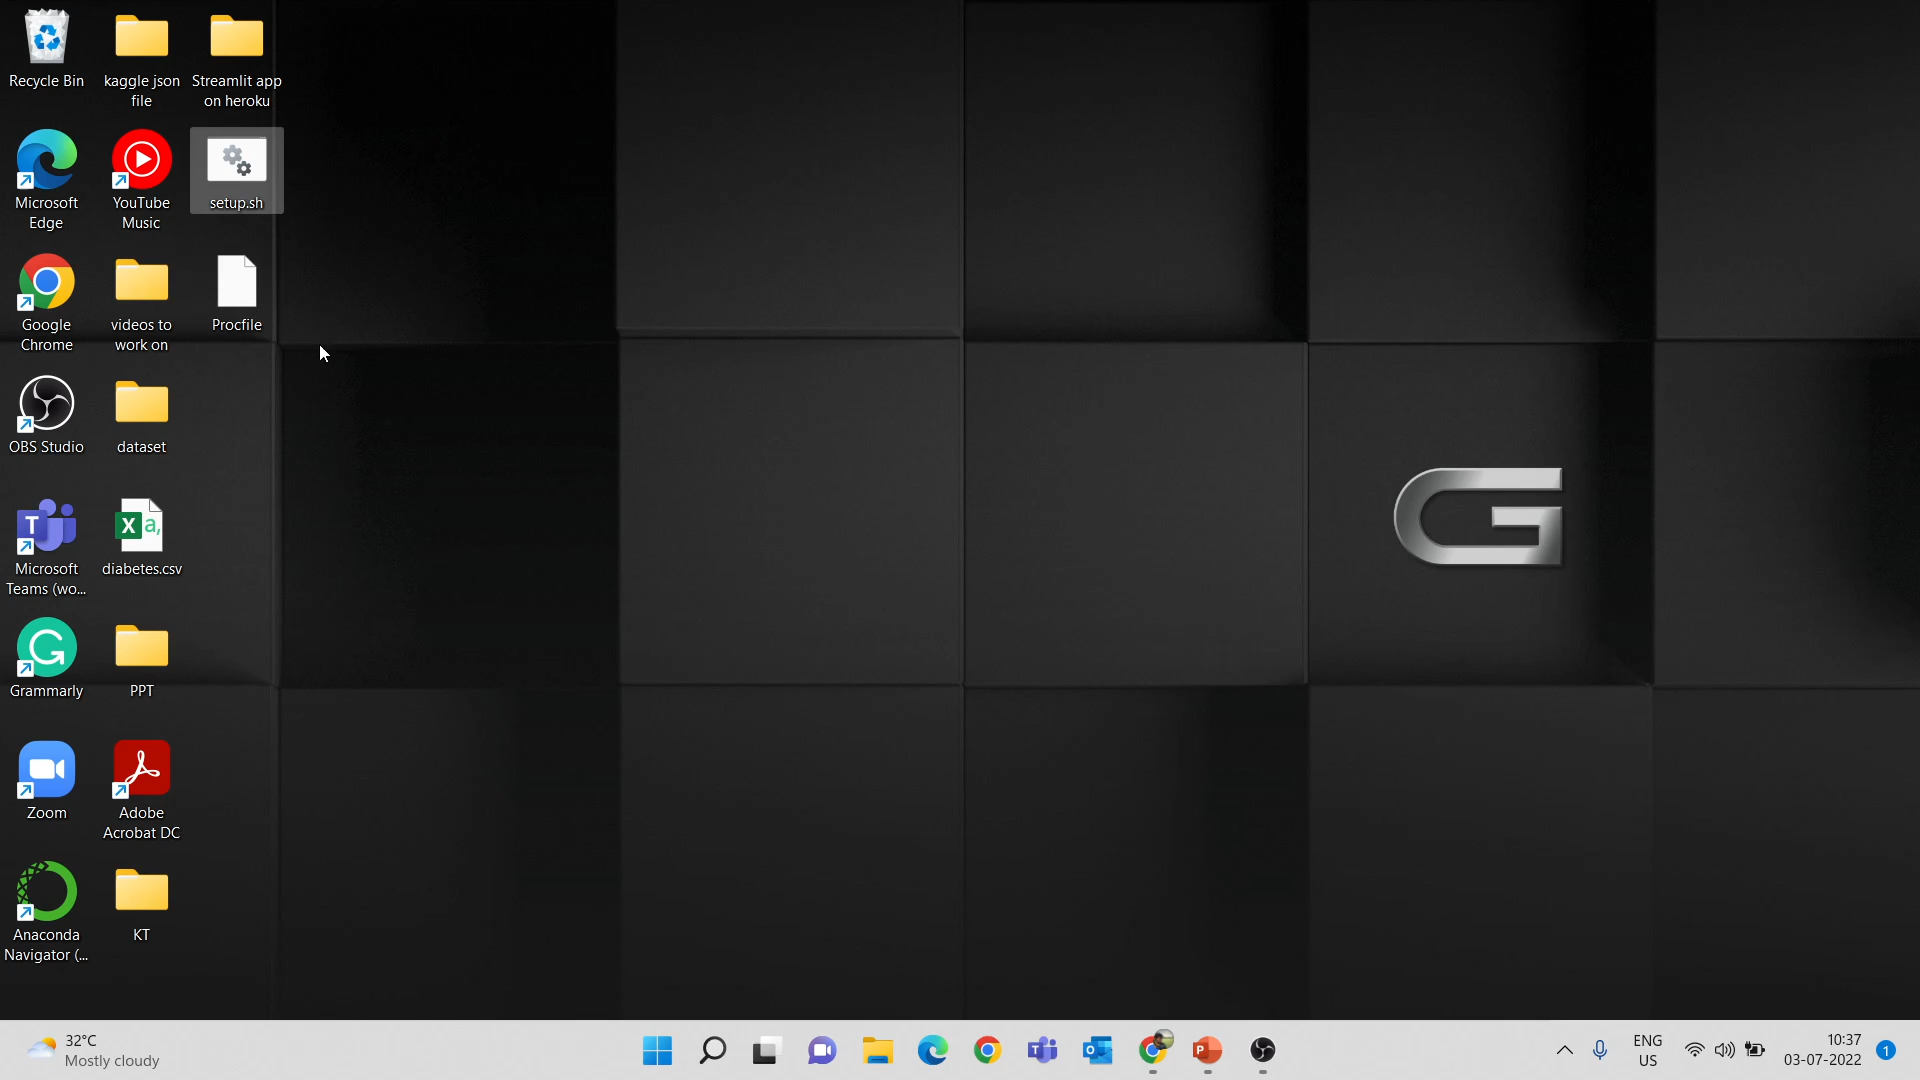 Recycle Bin
kaggle json
file
Streamlit app
on heroku
Microsoft
Edge
YouTube
Music
setup.sh
Google
Chrome
videos to
work on
Procfile
OBS Studio
dataset
Microsoft
Teams (wo...
diabetes.csv
Grammarly
PPT
Zoom
Adobe
Acrobat DC
Anaconda
Navigator (...
KT
G
32°C
Mostly cloudy
ENG
US
10:37
03-07-2022
1